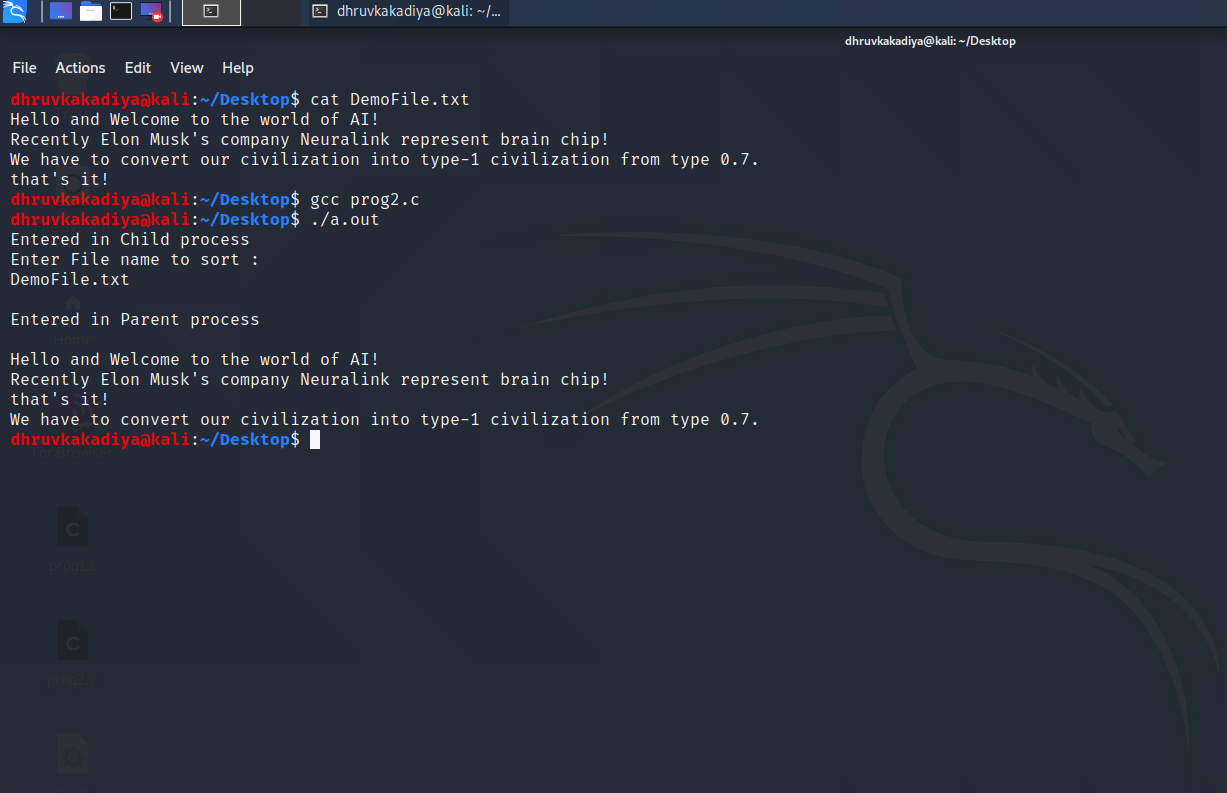 dhruvkakadiya@kali: ~/...
dhruvkakadiya@kali: ~/Desktop
File Actions Edit View Help
dhruvkakadiya@kali:~/Desktop$ cat DemoFile.txt
Hello and Welcome to the world of AI!
Recently Elon Musk's company Neuralink represent brain chip!
We have to convert our civilization into type-1 civilization from type 0.7.
that's it!
dhruvkakadiya@kali:~/Desktop$ gcc prog2.c
dhruvkakadiya@kali:~/Desktop$ ./a.out
Entered in Child process
Enter File name to sort :
DemoFile.txt
Entered in Parent process
Home
Hello and Welcome to the world of AI!
Recently Elon Musk's company Neuralink represent brain chip!
that's it!
We have to convert our civilization into type-1 civilization from type 0.7.
dhruvkakadiya@kali:~/Desktop$
Tor Browser
C
prog1.c
C